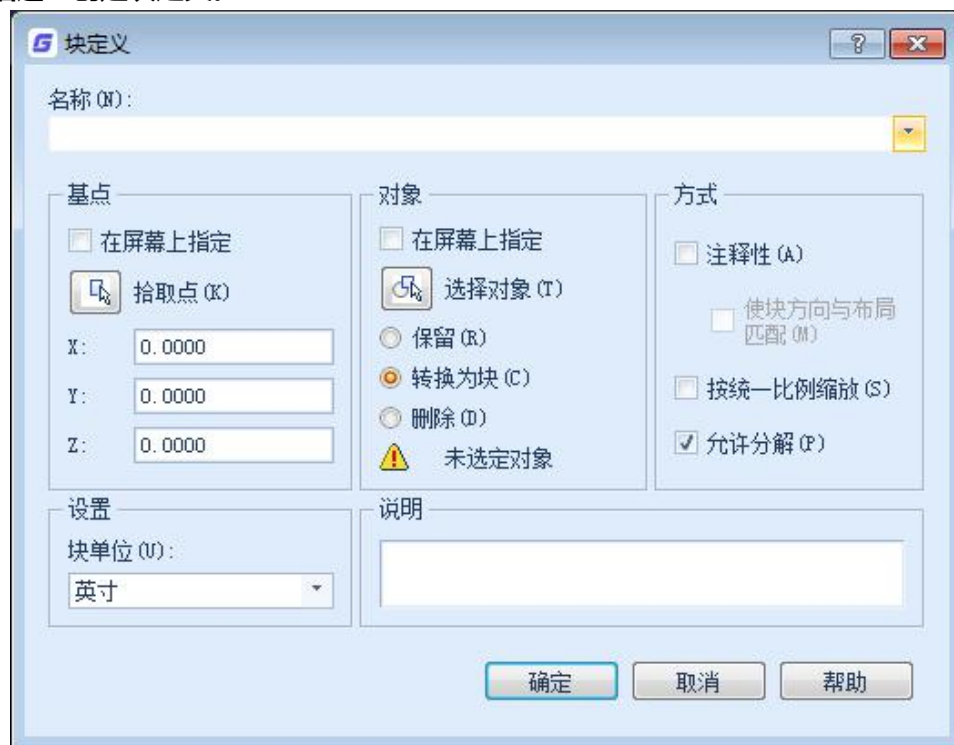 块定义
名称(N):
基点
在屏幕上指定
拾取点(K)
X: 0.0000
Y: 0.0000
Z: 0.0000
对象
在屏幕上指定
选择对象(T)
保留(R)
转换为块(C)
删除(D)
未选定对象
方式
注释性(A)
使块方向与布局
匹配(M)
按统一比例缩放(S)
允许分解(P)
设置
块单位(U):
英寸
说明
确定 取消 帮助